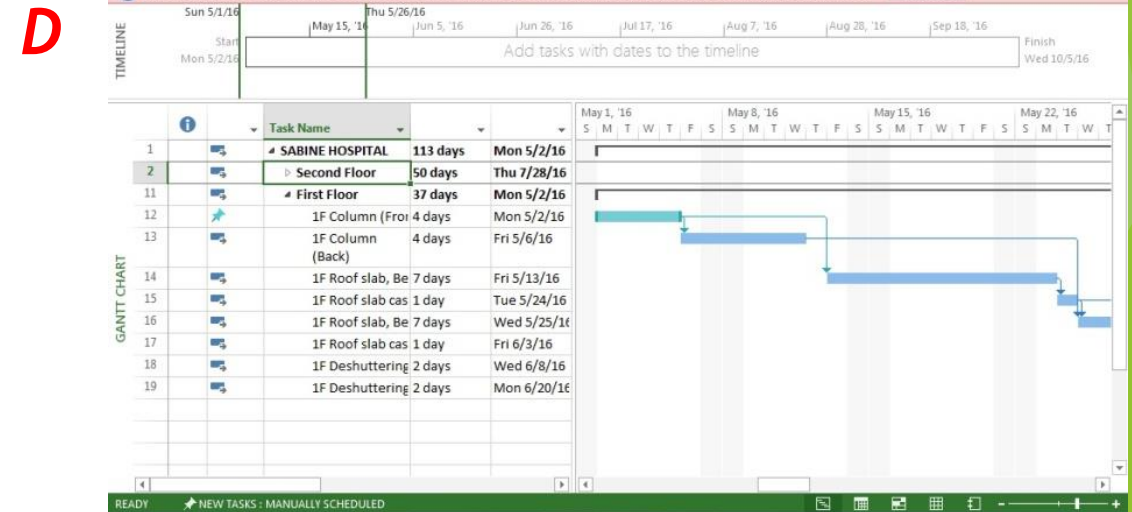 D
Sun 5/1/16 Thu 5/26/16
May 15, '16 Jun 5, '16 Jun 26, '16 Jul 17, '16 Aug 7, '16 Aug 28, '16 Sep 18, '16
TIMELINE
Start
Mon 5/2/16
Add tasks with dates to the timeline
Finish
Wed 10/5/16
May 1, '16 May 8, '16 May 15, '16 May 22, '16
Task Name S M T W T F S S M T W T F S S M T W T F S S M T W T
1 SABINE HOSPITAL 113 days Mon 5/2/16
2 Second Floor 50 days Thu 7/28/16
11 First Floor 37 days Mon 5/2/16
12 1F Column (Fror 4 days Mon 5/2/16
13 1F Column (Back) 4 days Fri 5/6/16
14 1F Roof slab, Be 7 days Fri 5/13/16
15 1F Roof slab cas 1 day Tue 5/24/16
16 1F Roof slab, Be 7 days Wed 5/25/16
17 1F Roof slab cas 1 day Fri 6/3/16
18 1F Deshuttering 2 days Wed 6/8/16
19 1F Deshuttering 2 days Mon 6/20/16
GANTT CHART
READY NEW TASKS : MANUALLY SCHEDULED